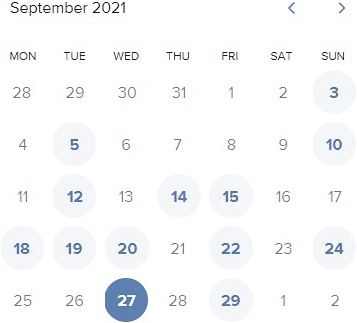 September 2021
MON TUE WED THU FRI SAT SUN
28 29 30 31 1 2 3
4 5 6 7 8 9 10
11 12 13 14 15 16 17
18 19 20 21 22 23 24
25 26 27 28 29 1 2